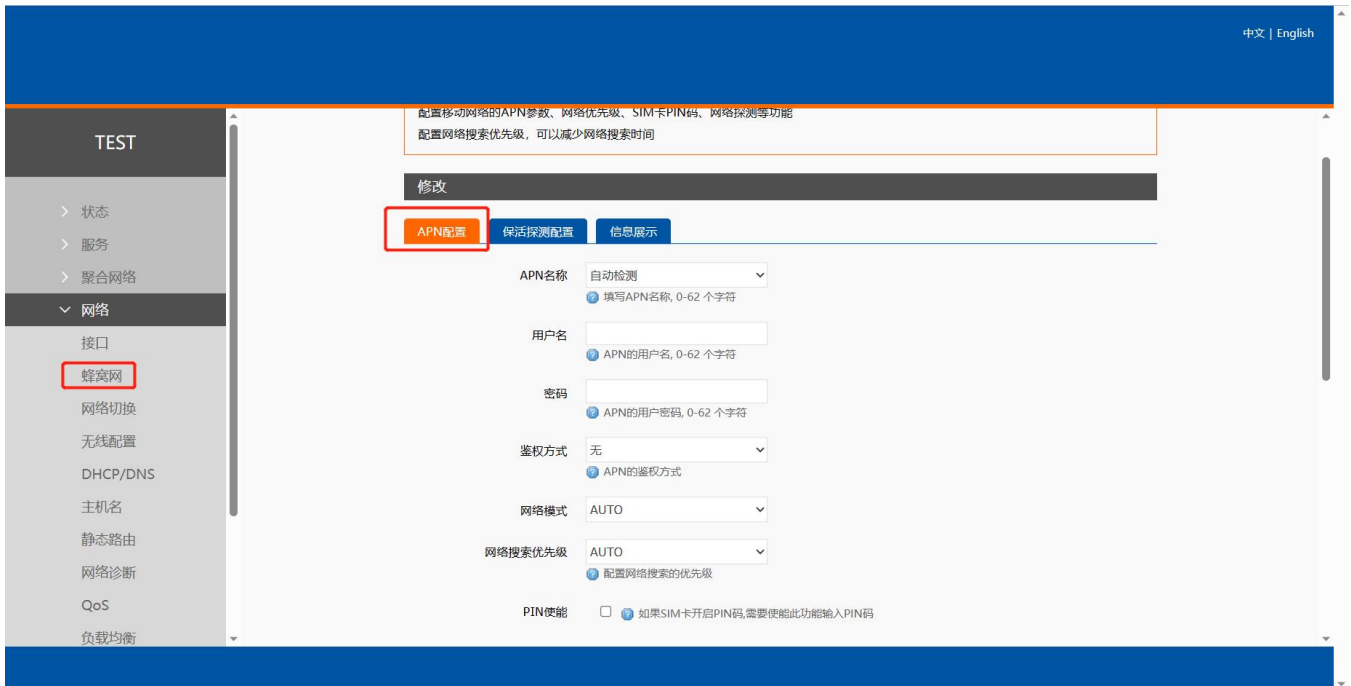 中文 | English
配置移动网络的APN参数、网络优先级、SIM卡PIN码、网络探测等功能
配置网络搜索优先级，可以减少网络搜索时间
TEST
状态
服务
聚合网络
网络
接口
蜂窝网
网络切换
无线配置
DHCP/DNS
主机名
静态路由
网络诊断
QoS
负载均衡
修改
APN配置 保活探测配置 信息展示
APN名称 自动检测
填写APN名称, 0-62 个字符
用户名
APN的用户名, 0-62 个字符
密码
APN的用户密码, 0-62 个字符
鉴权方式 无
APN的鉴权方式
网络模式 AUTO
网络搜索优先级 AUTO
配置网络搜索的优先级
PIN使能 如果SIM卡开启PIN码,需要使能此功能输入PIN码